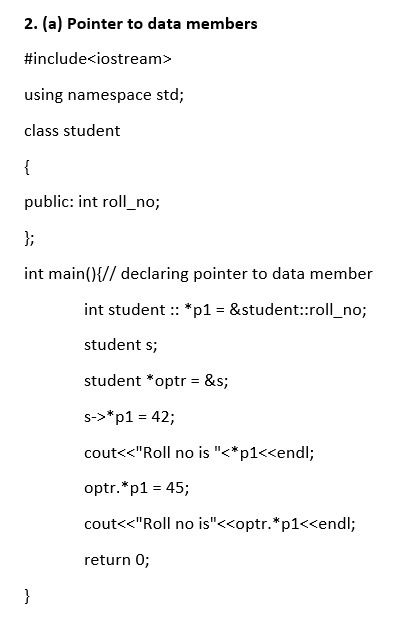 2. (a) Pointer to data members
#include<iostream>
using namespace std;
class student
{
public: int roll_no;
};
int main(){// declaring pointer to data member
int student :: *p1 = &student::roll_no;
student s;
student *optr = &s;
s->*p1 = 42;
cout<<"Roll no is "<*p1<<endl;
optr.*p1 = 45;
cout<<"Roll no is"<<optr.*p1<<endl;
return 0;
}